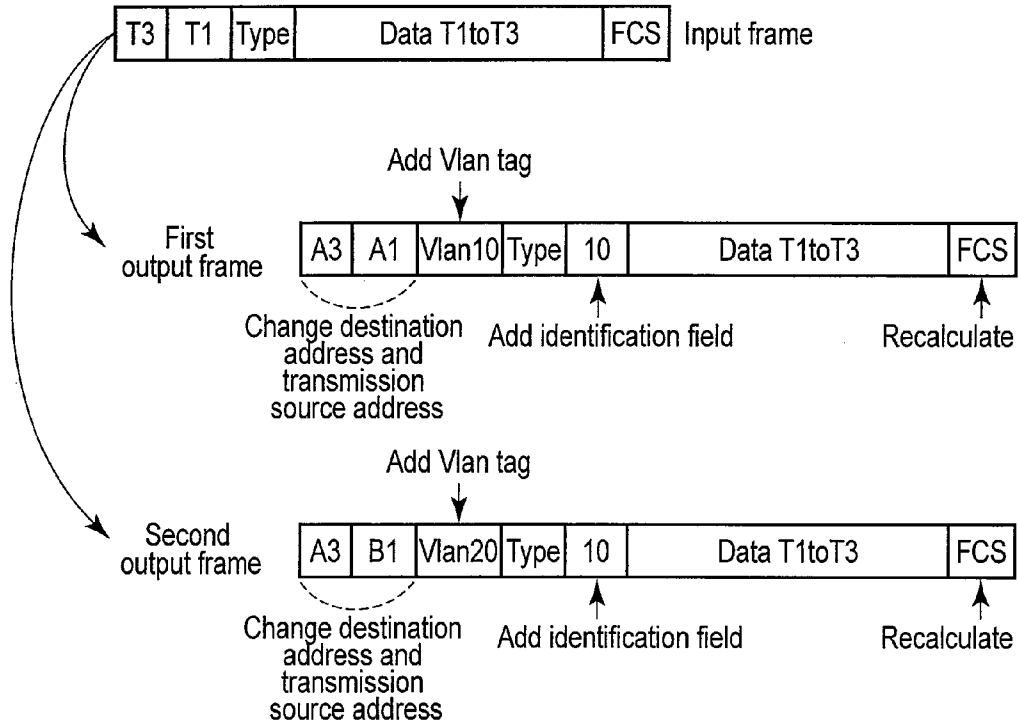 T3 T1 Type Data T1toT3 FCS Input frame
Add Vlan tag
First
output frame
A3 A1 Vlan10 Type 10 Data T1toT3 FCS
Change destination
address and
transmission
source address
Add identification field
Recalculate
Add Vlan tag
Second
output frame
A3 B1 Vlan20 Type 10 Data T1toT3 FCS
Change destination
address and
transmission
source address
Add identification field
Recalculate